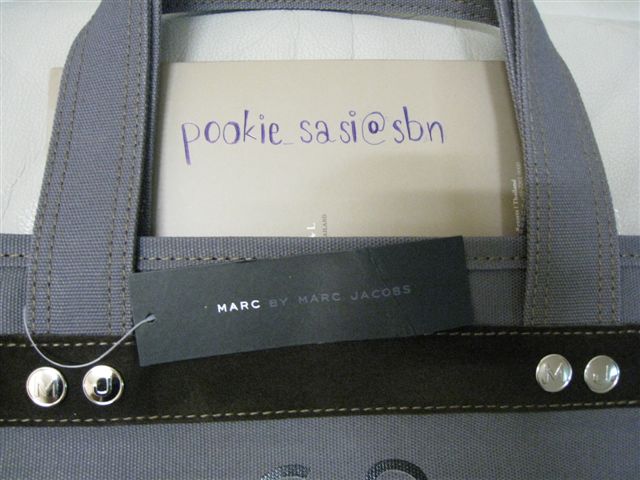 pookie_sasi@sbn
MARC BY MARC JACOBS
M J
M J